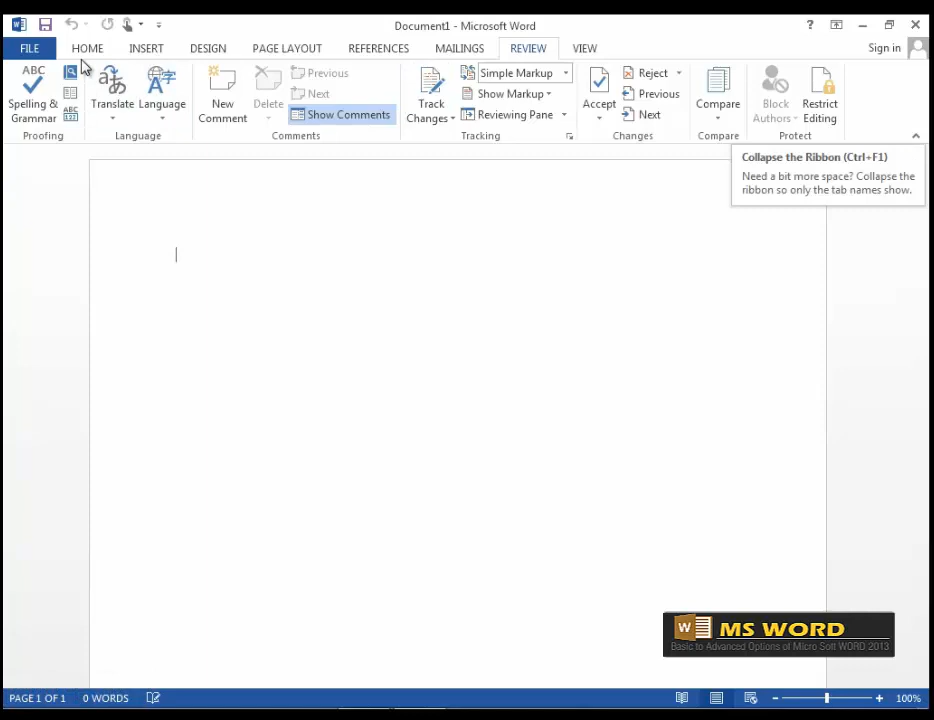 Document1 - Microsoft Word
?
FILE
HOME
INSERT
DESIGN
PAGE LAYOUT
REFERENCES
MAILINGS
REVIEW
VIEW
Sign in
ABC
Spelling &
Grammar
ABC
123
Translate
Language
New
Comment
Delete
Previous
Next
Show Comments
Track
Changes
Simple Markup
Show Markup
Reviewing Pane
Accept
Reject
Previous
Next
Compare
Block
Authors
Restrict
Editing
Proofing
Language
Comments
Tracking
Changes
Compare
Protect
Collapse the Ribbon (Ctrl+F1)
Need a bit more space? Collapse the
ribbon so only the tab names show.
MS WORD
Basic to Advanced Options of Micro Soft WORD 2013
PAGE 1 OF 1
0 WORDS
100%